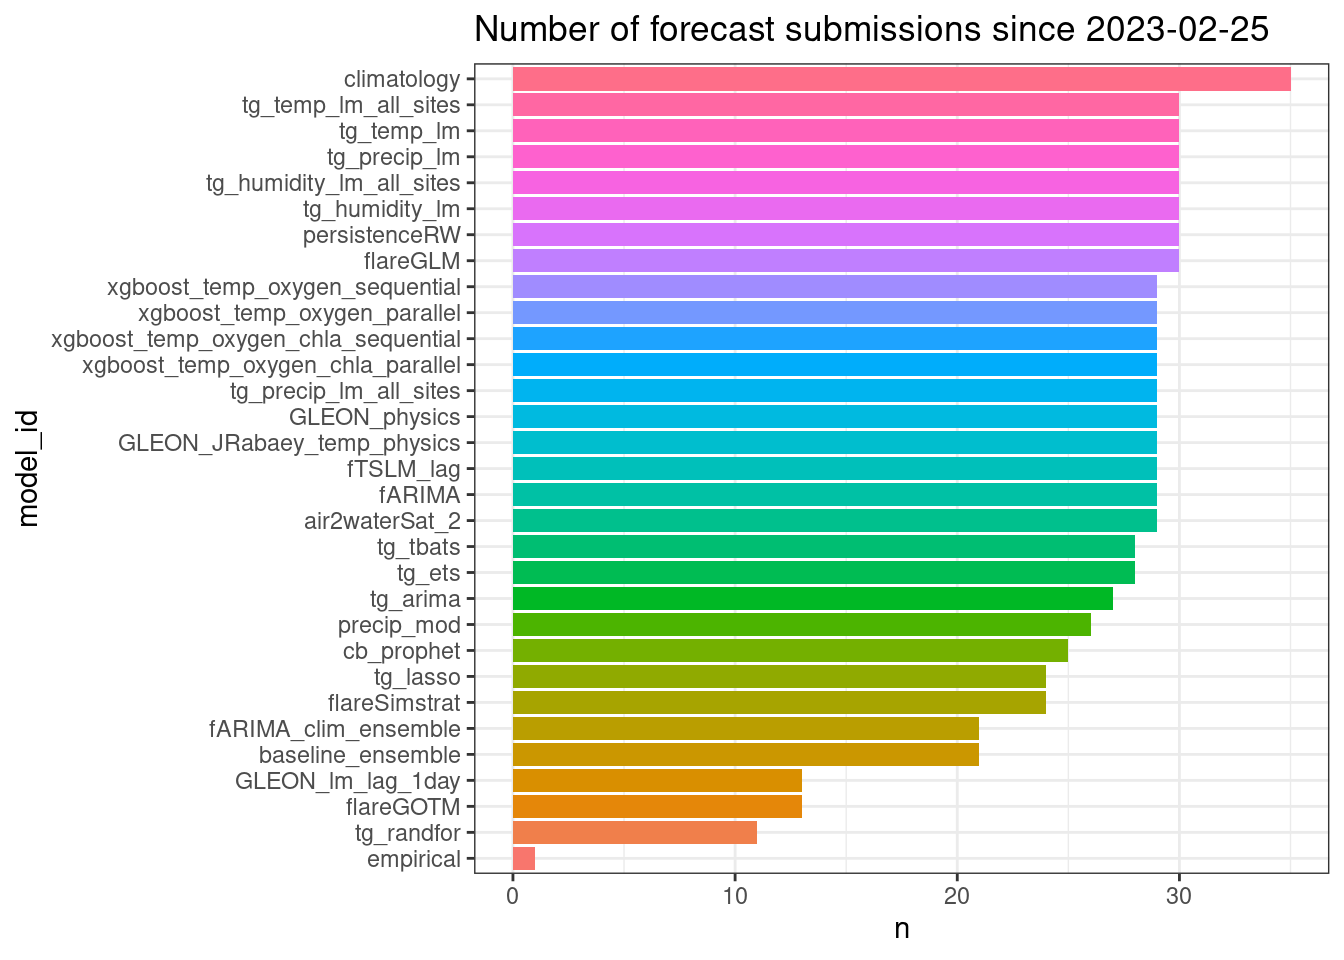 Number of forecast submissions since 2023-02-25
climatology
tg_temp_lm_all_sites
tg_temp_lm
tg_precip_lm
tg_humidity_lm_all_sites
tg_humidity_lm
persistenceRW
flareGLM
xgboost_temp_oxygen_sequential
xgboost_temp_oxygen_parallel
xgboost_temp_oxygen_chla_sequential
xgboost_temp_oxygen_chla_parallel
tg_precip_lm_all_sites
GLEON_physics
GLEON_JRabaey_temp_physics
fTSLM_lag
fARIMA
air2waterSat_2
tg_tbats
tg_ets
tg_arima
precip_mod
cb_prophet
tg_lasso
flareSimstrat
fARIMA_clim_ensemble
baseline_ensemble
GLEON_lm_lag_1day
flareGOTM
tg_randfor
empirical
model_id
0 10 20 30
n